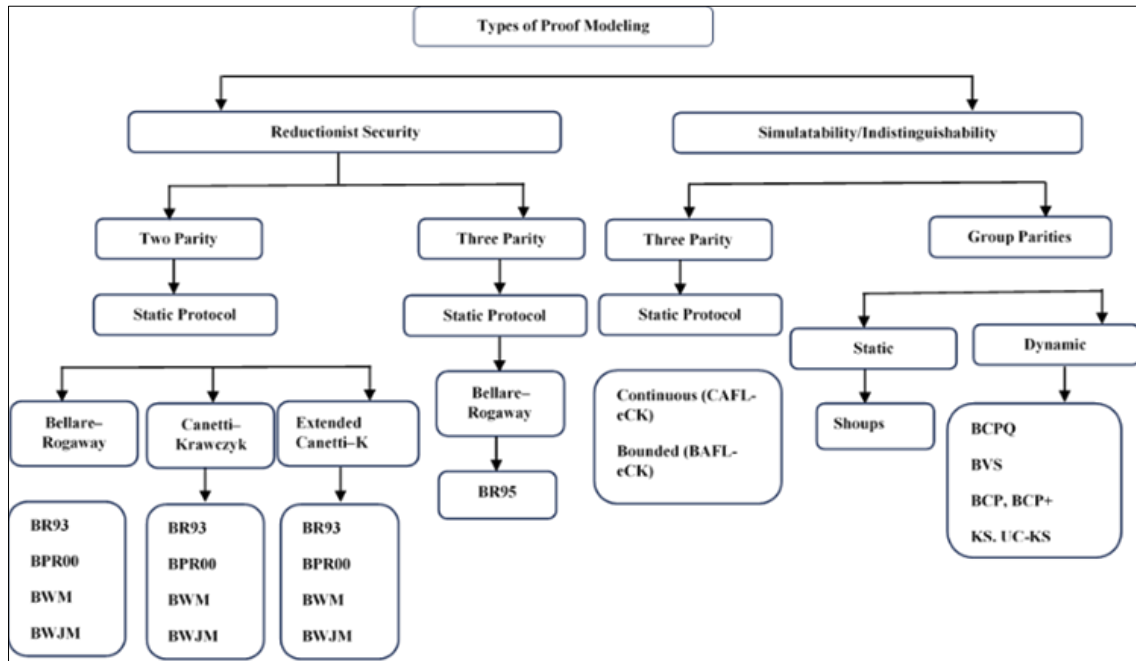 Types of Proof Modeling
Reductionist Security
Simulatability/Indistinguishability
Two Parity
Three Parity
Three Parity
Group Parities
Static Protocol
Static Protocol
Static Protocol
Static
Dynamic
Bellare–
Rogaway
Canetti–
Krawczyk
Extended
Canetti–K
Bellare–
Rogaway
BR95
Continuous (CAFL-
eCK)
Bounded (BAFL-
eCK)
Shoups
BCPQ
BVS
BCP, BCP+
KS. UC-KS
BR93
BPR00
BWM
BWJM
BR93
BPR00
BWM
BWJM
BR93
BPR00
BWM
BWJM